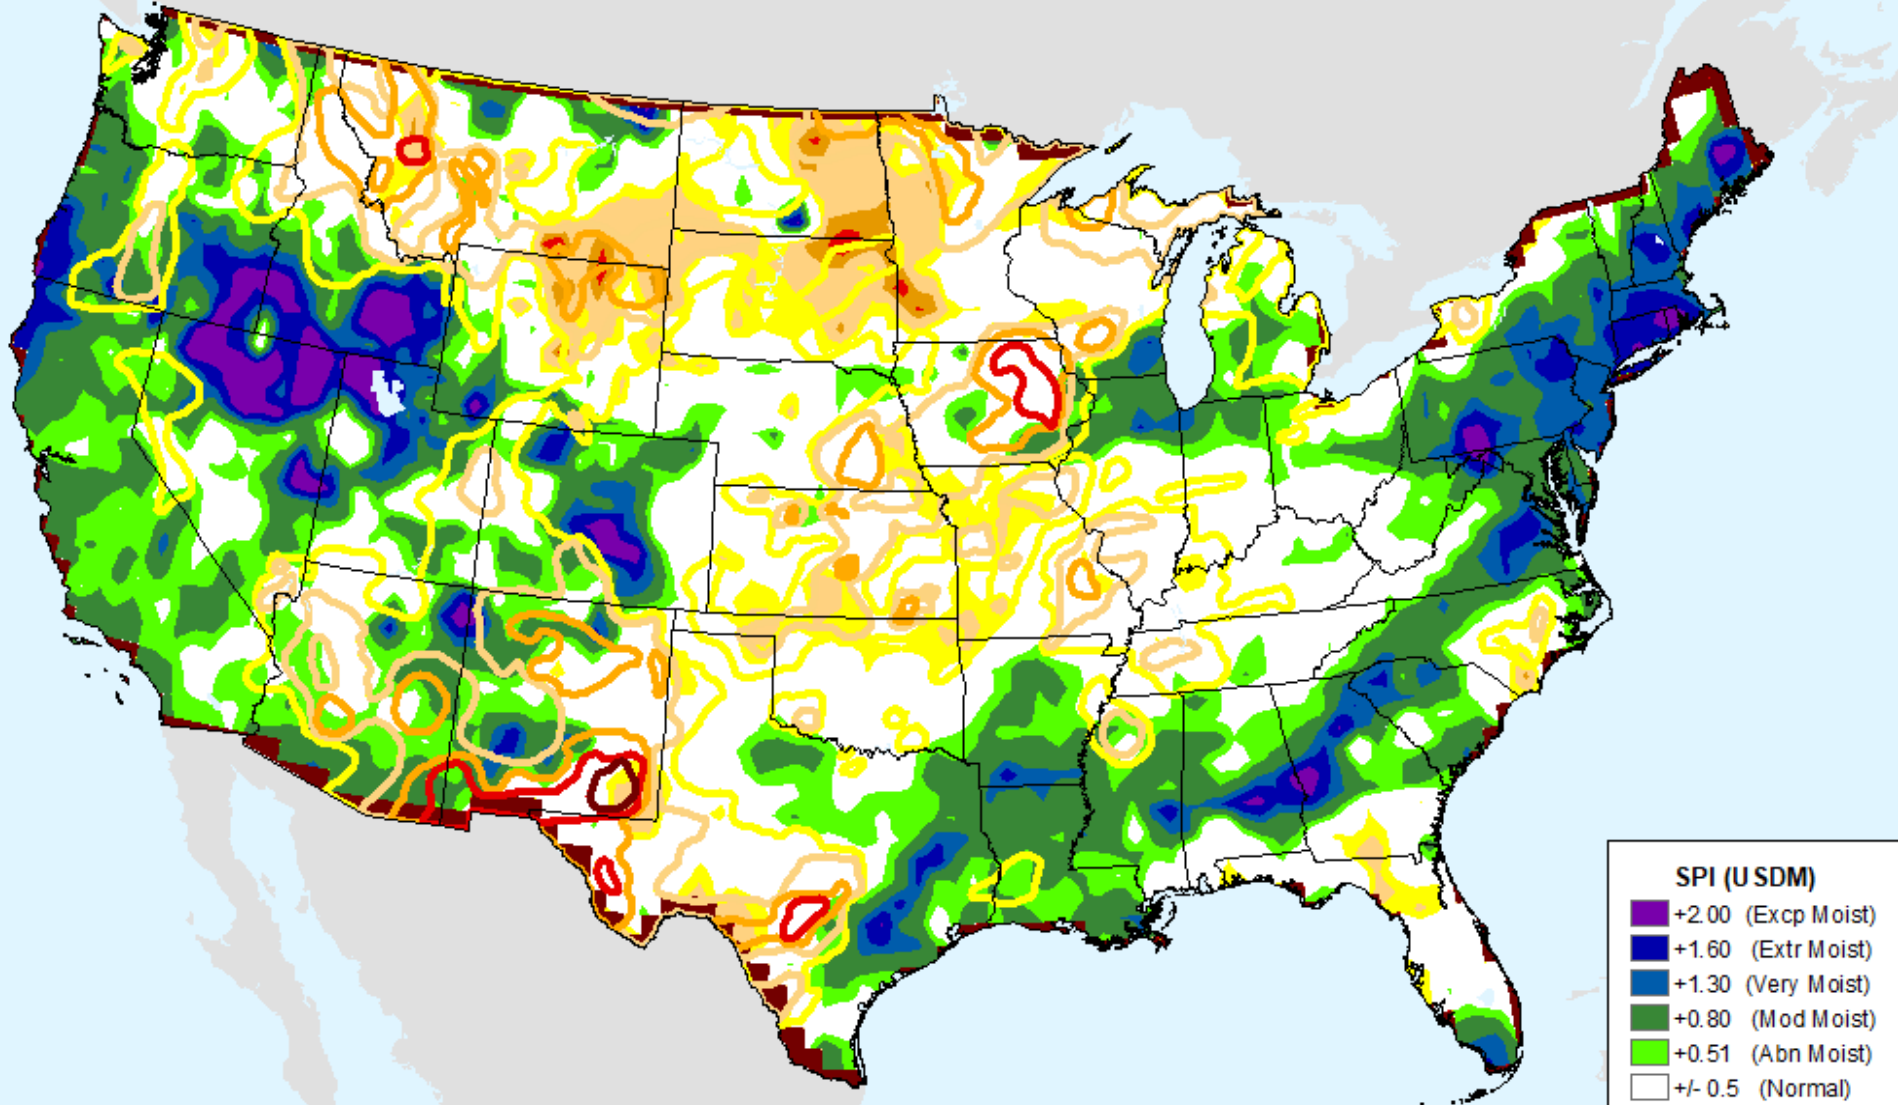 SPI (USDM)
+2.00 (Excp Moist)
+1.60 (Extr Moist)
+1.30 (Very Moist)
+0.80 (Mod Moist)
+0.51 (Abn Moist)
+/- 0.5 (Normal)